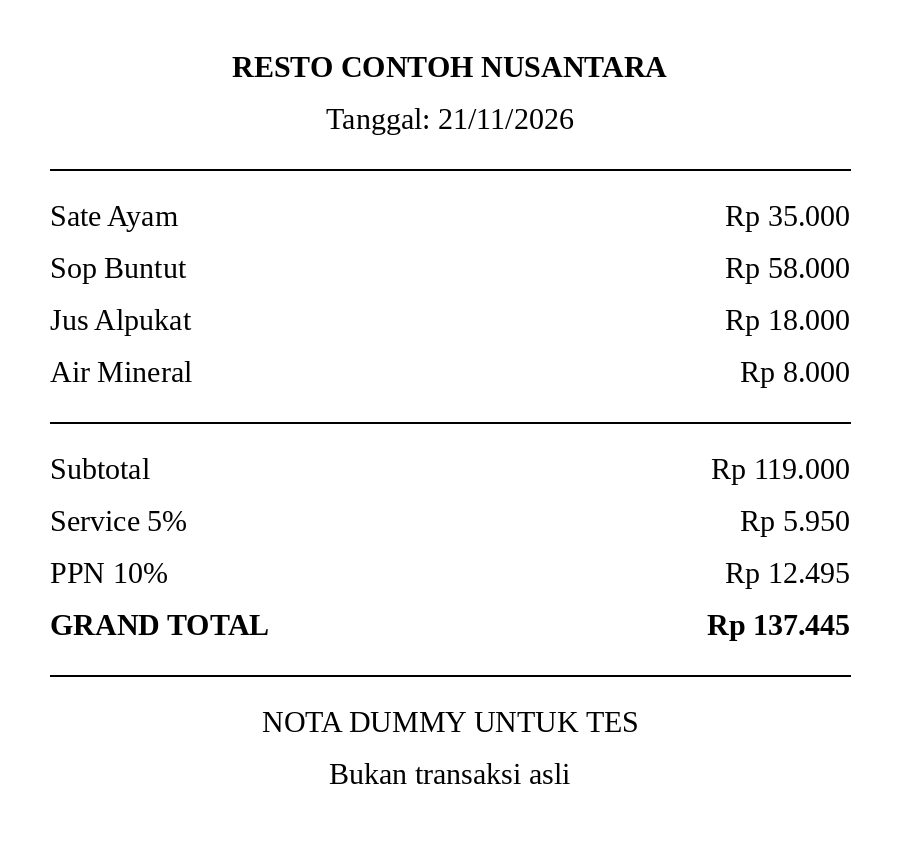 RESTO CONTOH NUSANTARA
Tanggal: 21/11/2026
Sate Ayam Rp 35.000
Sop Buntut Rp 58.000
Jus Alpukat Rp 18.000
Air Mineral Rp 8.000
Subtotal Rp 119.000
Service 5% Rp 5.950
PPN 10% Rp 12.495
GRAND TOTAL Rp 137.445
NOTA DUMMY UNTUK TES
Bukan transaksi asli